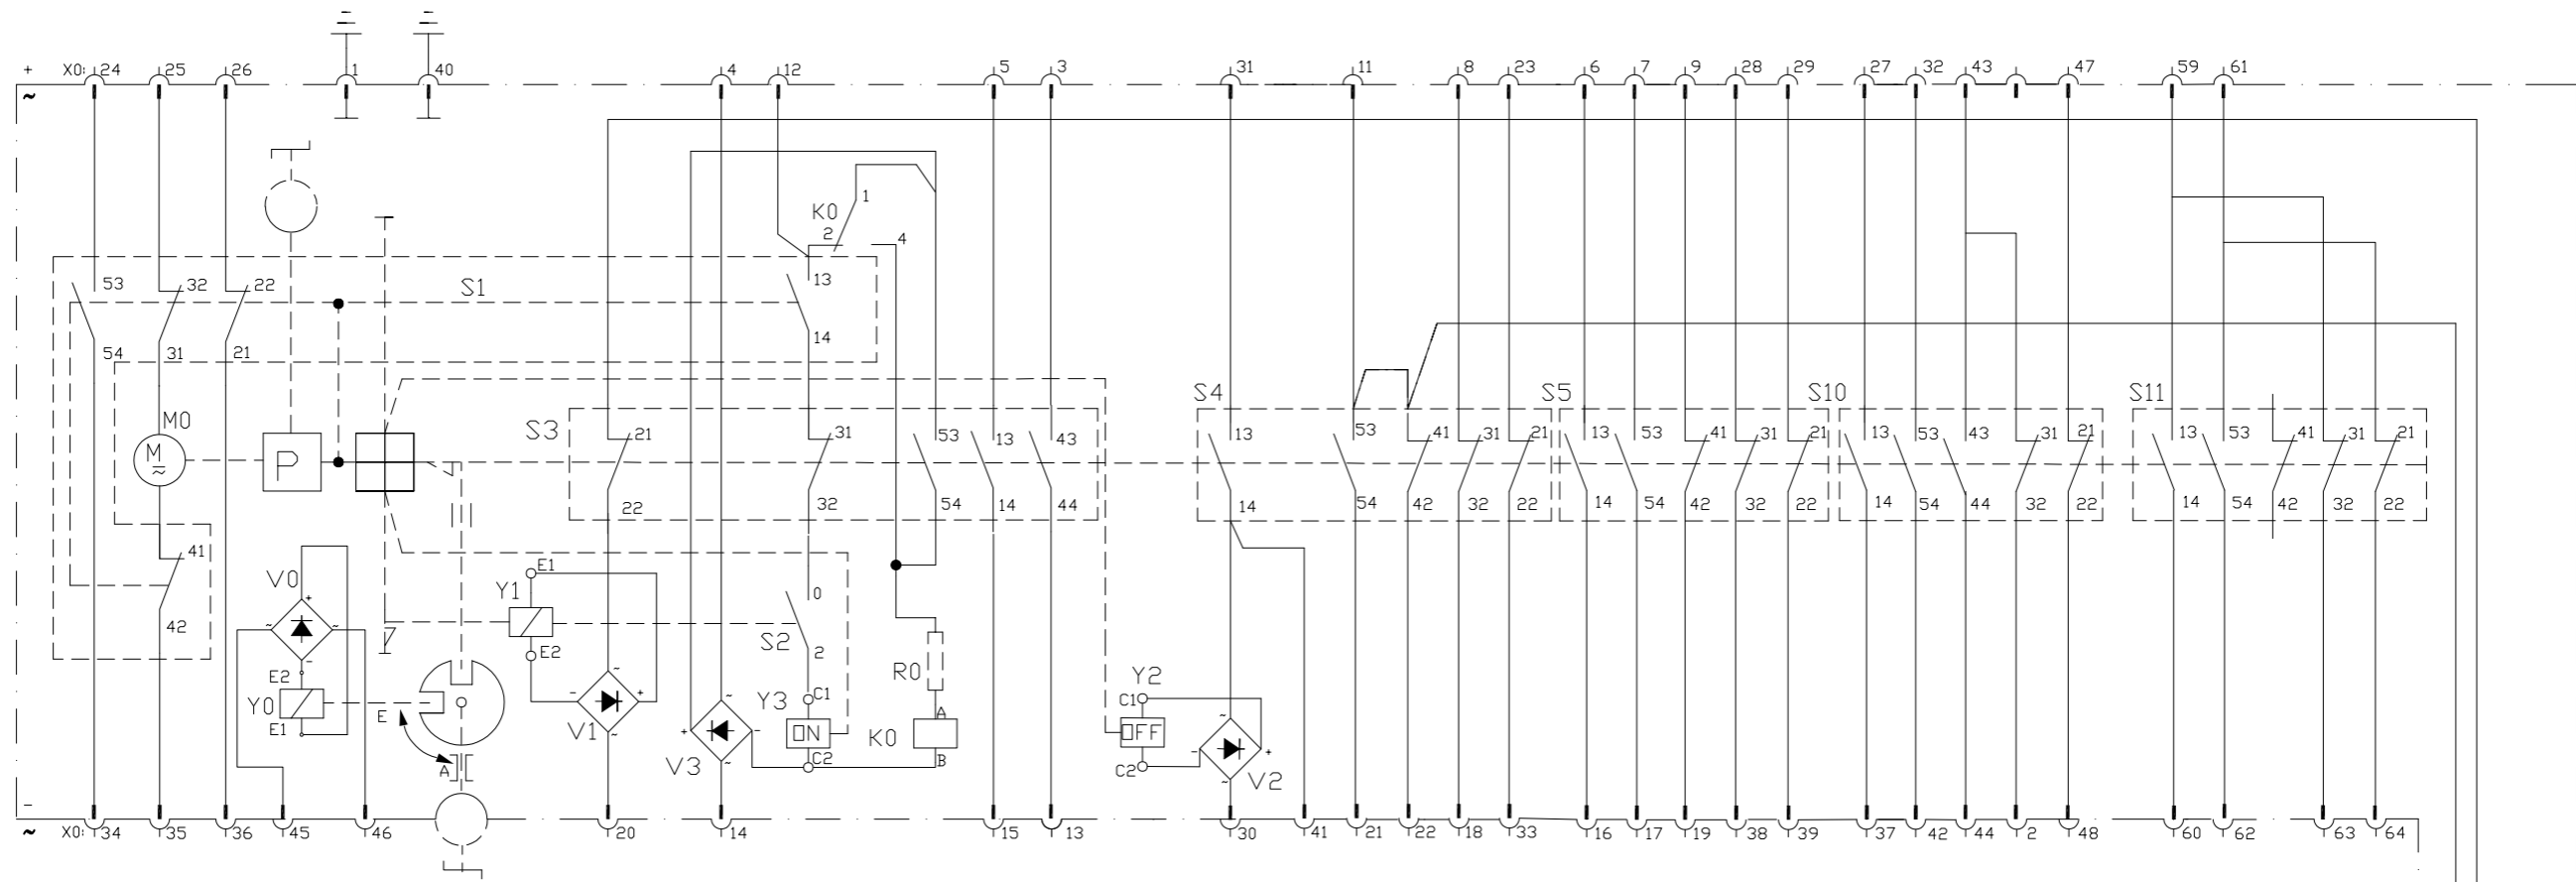 + X0: 24 25 26 1 40 4 12 5 3 31 11 8 23 6 7 9 28 29 27 32 43 47 59 61
~
1
K0
2 4
53 32 22 S1 13
54 31 21 14
S4 S5 S10 S11
M0
S3 21 31 53 13 43 13 53 41 31 21 13 53 41 31 21 13 53 43 31 21 13 53 41 31 21
M
~
P
22 32 54 14 44 14 54 42 32 22 14 54 42 32 22 14 54 44 32 22 14 54 42 32 22
41
E1
V0 Y1 0
+
42
~ ~ S2
E2 2
-
E2 ~ R0 Y2
Y0 - + Y3 C1 C1
E ~ A ~
E1 V1 ~ + - ON K0 OFF
- +
V3 ~ C2 B C2 ~ V2
A
-
~ X0: 34 35 36 45 46 20 14 15 13 30 41 21 22 18 33 16 17 19 38 39 37 42 44 2 48 60 62 63 64